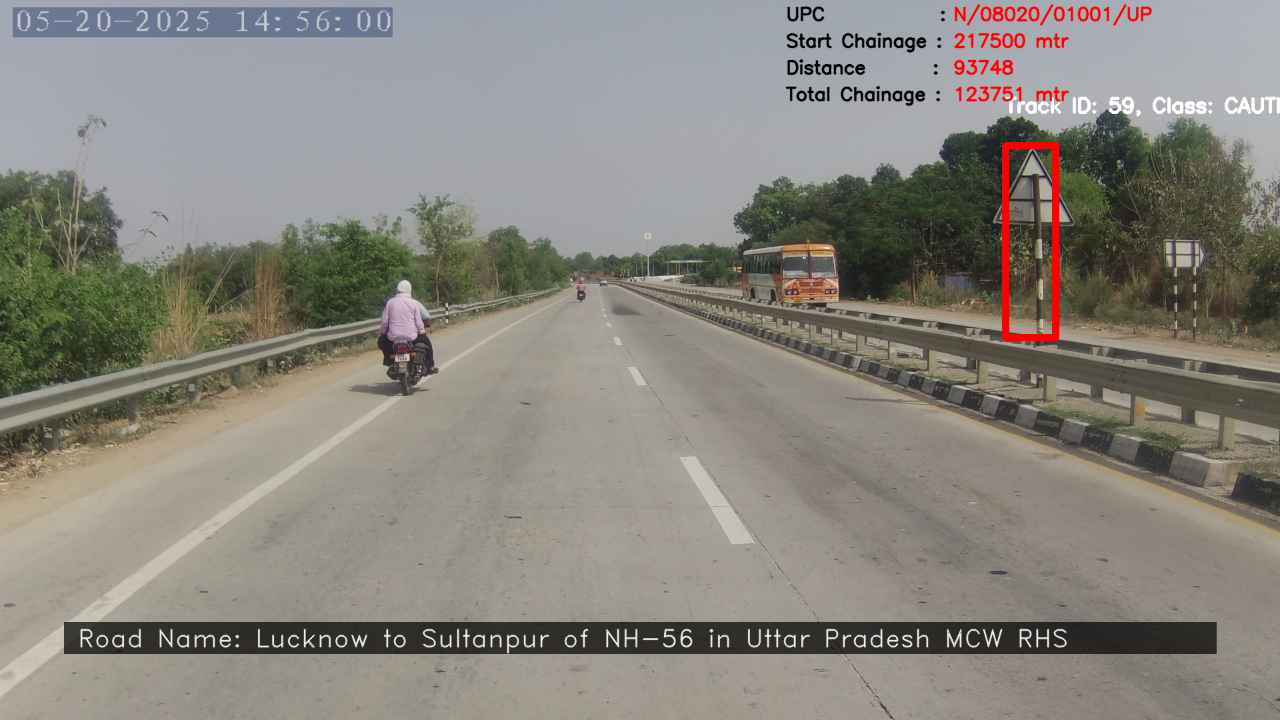 05-20-2025 14:56:00
UPC : N/08020/01001/UP
Start Chainage : 217500 mtr
Distance : 93748
Total Chainage : 123751 mtr
Track ID: 59, Class: CAUTI
Road Name: Lucknow to Sultanpur of NH-56 in Uttar Pradesh MCW RHS